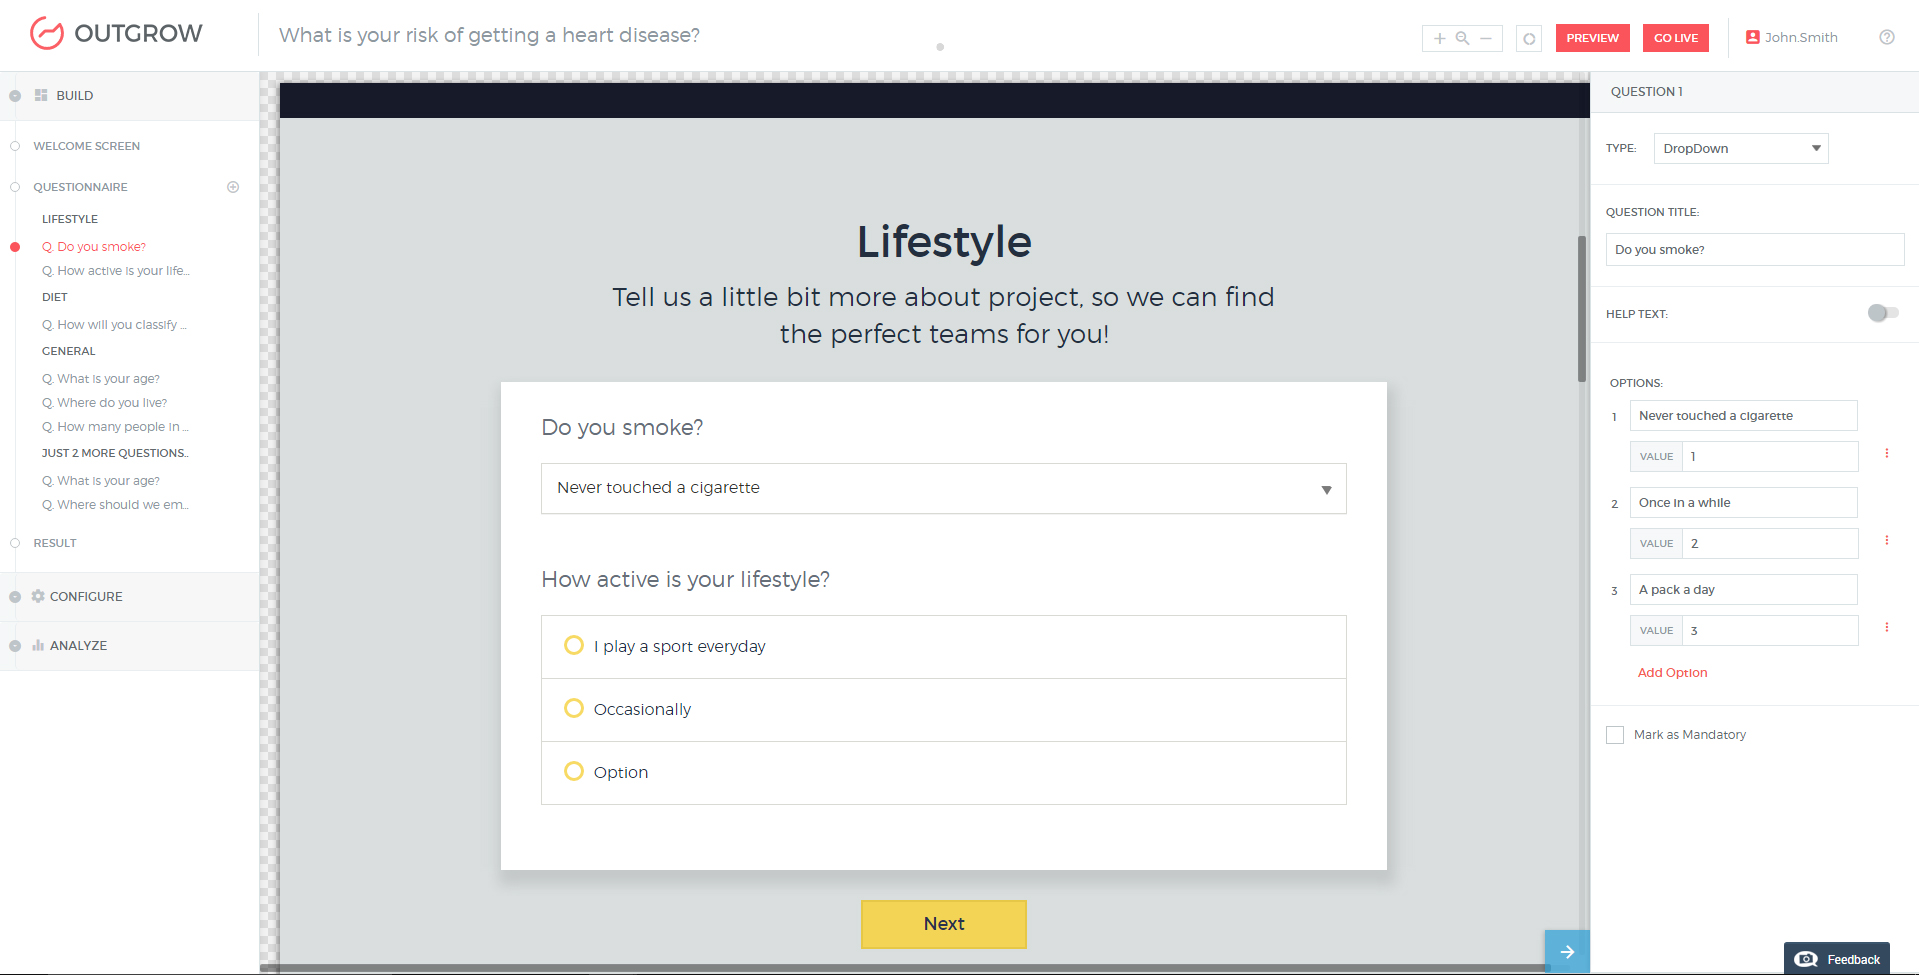 OUTGROW
What is your risk of getting a heart disease?
PREVIEW
GO LIVE
John.Smith
BUILD
WELCOME SCREEN
QUESTIONNAIRE
LIFESTYLE
Q. Do you smoke?
Q. How active is your life...
DIET
Q. How will you classify ...
GENERAL
Q. What is your age?
Q. Where do you live?
Q. How many people in ...
JUST 2 MORE QUESTIONS..
Q. What is your age?
Q. Where should we em...
RESULT
CONFIGURE
ANALYZE
Lifestyle
Tell us a little bit more about project, so we can find
the perfect teams for you!
Do you smoke?
Never touched a cigarette
How active is your lifestyle?
I play a sport everyday
Occasionally
Option
Next
QUESTION 1
TYPE: DropDown
QUESTION TITLE:
Do you smoke?
HELP TEXT:
OPTIONS:
1 Never touched a cigarette
VALUE 1
2 Once in a while
VALUE 2
3 A pack a day
VALUE 3
Add Option
Mark as Mandatory
Feedback